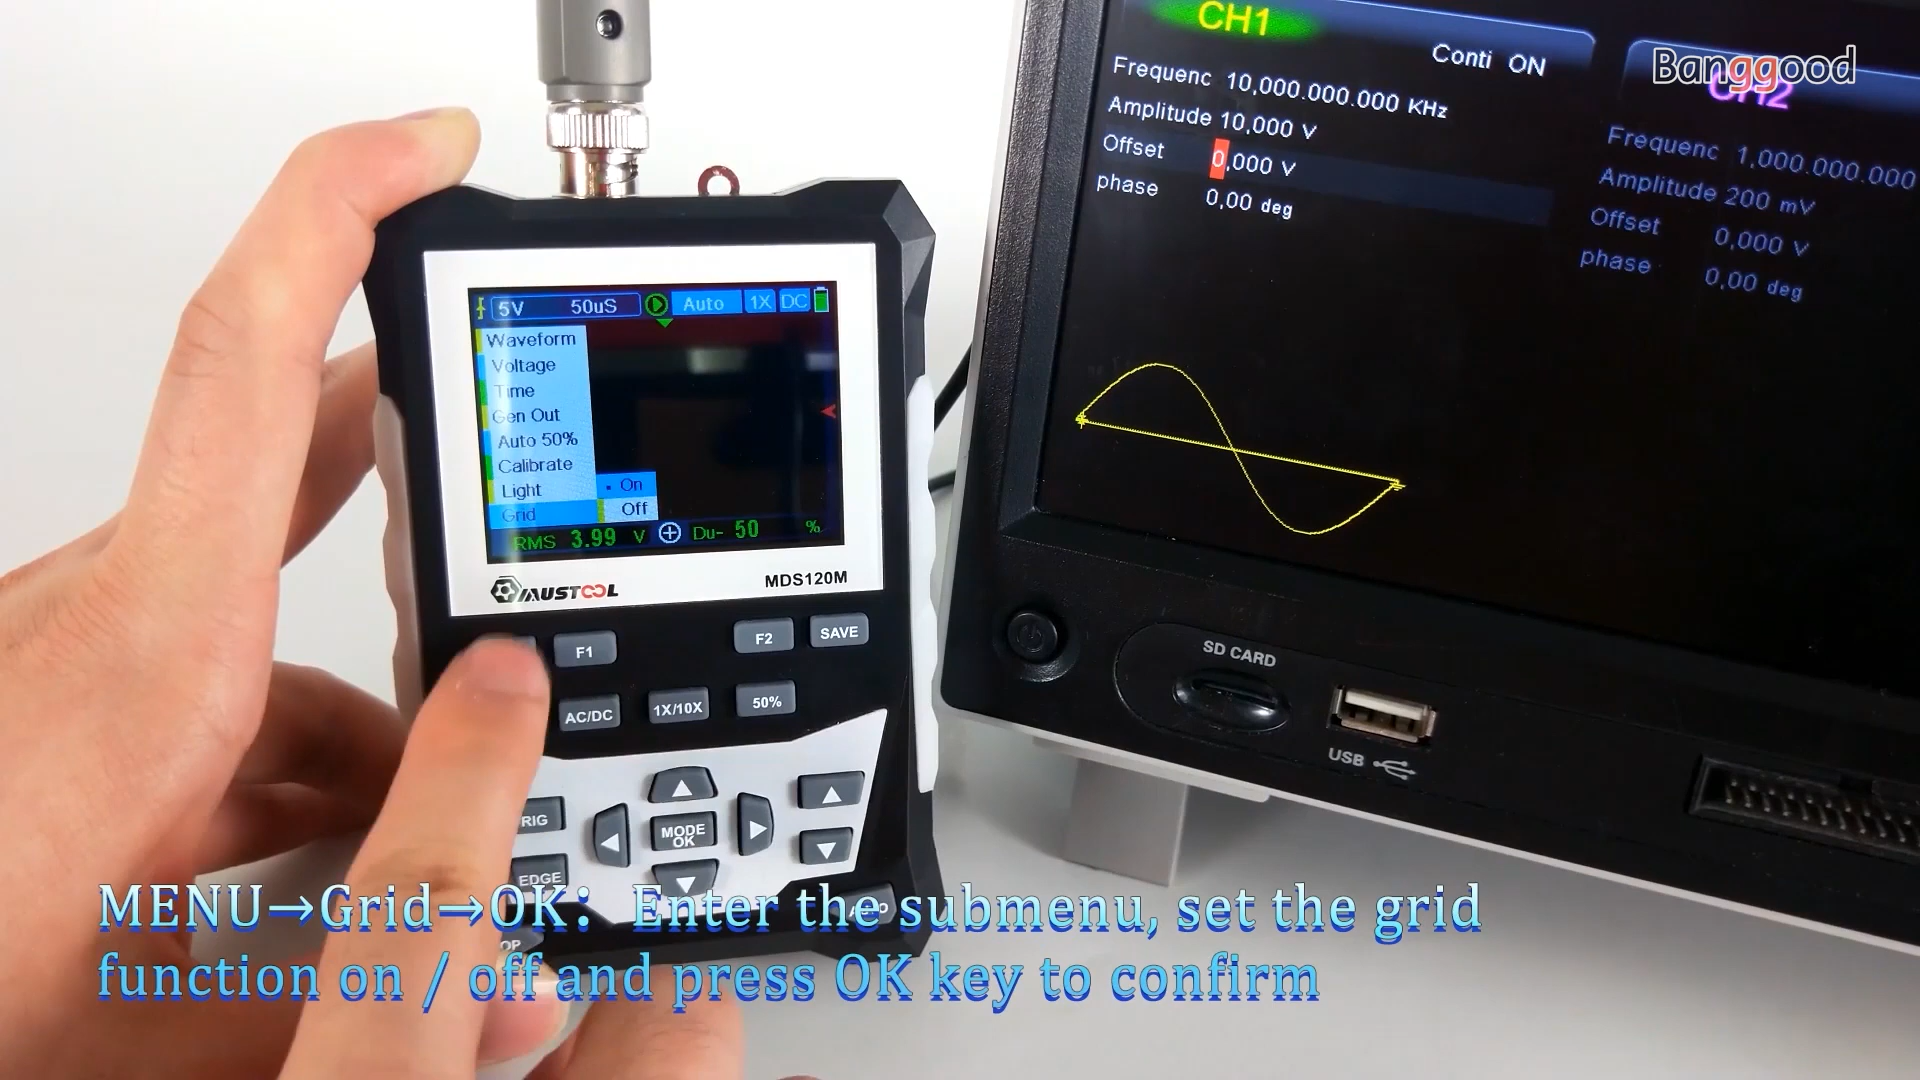 Banggood
CH1
Conti ON
Frequenc 10,000.000.000 KHz
Amplitude 10,000 V
Offset 0,000 V
phase 0,00 deg
CH2
Frequenc 1,000.000.000
Amplitude 200 mV
Offset 0,000 V
phase 0,00 deg
5V 50uS Auto 1X DC
Waveform
Voltage
Time
Gen Out
Auto 50%
Calibrate
Light
Grid
On
Off
RMS 3.99 V Du- 50 %
MUSTOOL
MDS120M
F1
F2
SAVE
AC/DC
1X/10X
50%
RIG
MODE
OK
EDGE
OP
SD CARD
USB
MENU→Grid→OK: Enter the submenu, set the grid
function on / off and press OK key to confirm